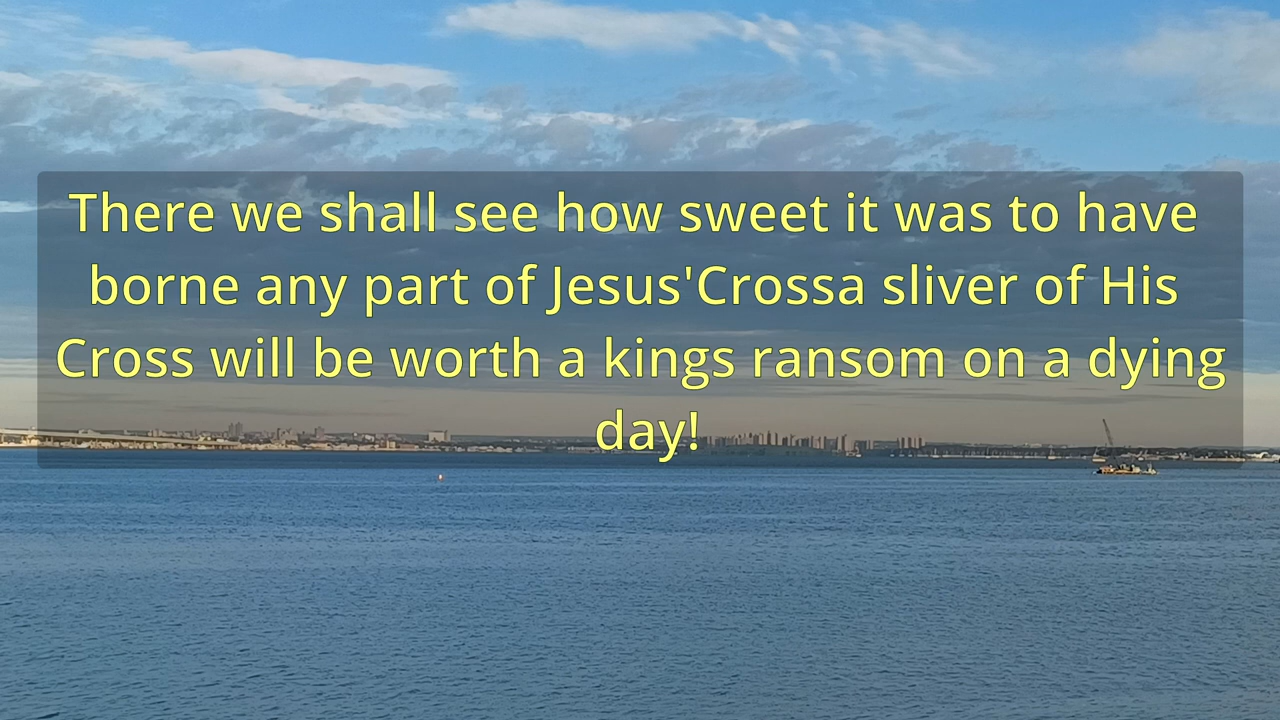 There we shall see how sweet it was to have
borne any part of Jesus'Crossa sliver of His
Cross will be worth a kings ransom on a dying
day!